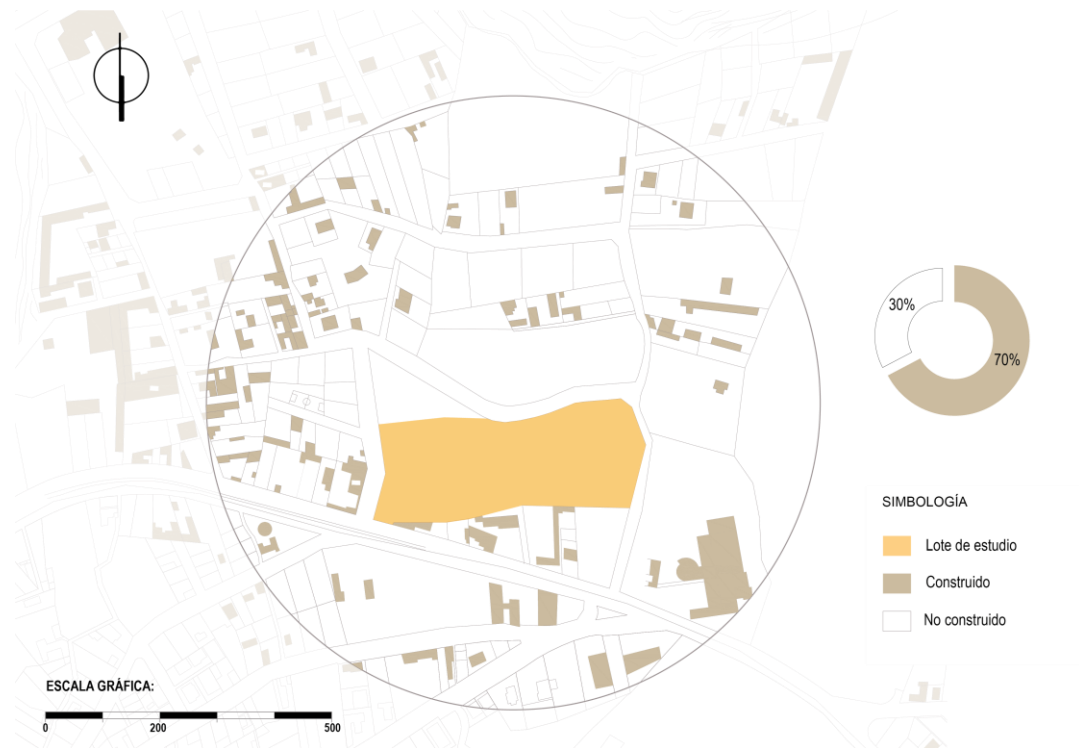 30%
70%
SIMBOLOGÍA
Lote de estudio
Construido
No construido
ESCALA GRÁFICA:
0 200 500